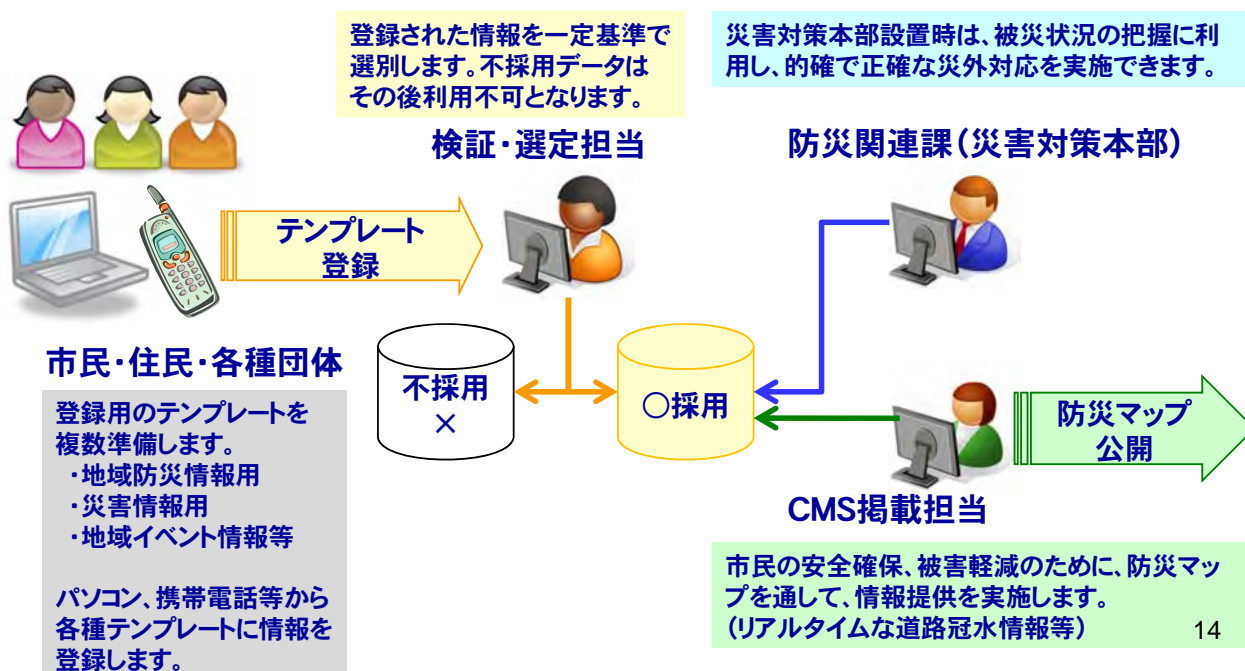 登録された情報を一定基準で
選別します。不採用データは
その後利用不可となります。
災害対策本部設置時は、被災状況の把握に利
用し、的確で正確な災外対応を実施できます。
検証・選定担当
防災関連課(災害対策本部)
テンプレート
登録
市民・住民・各種団体
不採用
×
○採用
防災マップ
公開
登録用のテンプレートを
複数準備します。
・地域防災情報用
・災害情報用
・地域イベント情報等
パソコン、携帯電話等から
各種テンプレートに情報を
登録します。
CMS掲載担当
市民の安全確保、被害軽減のために、防災マッ
プを通して、情報提供を実施します。
(リアルタイムな道路冠水情報等)
14